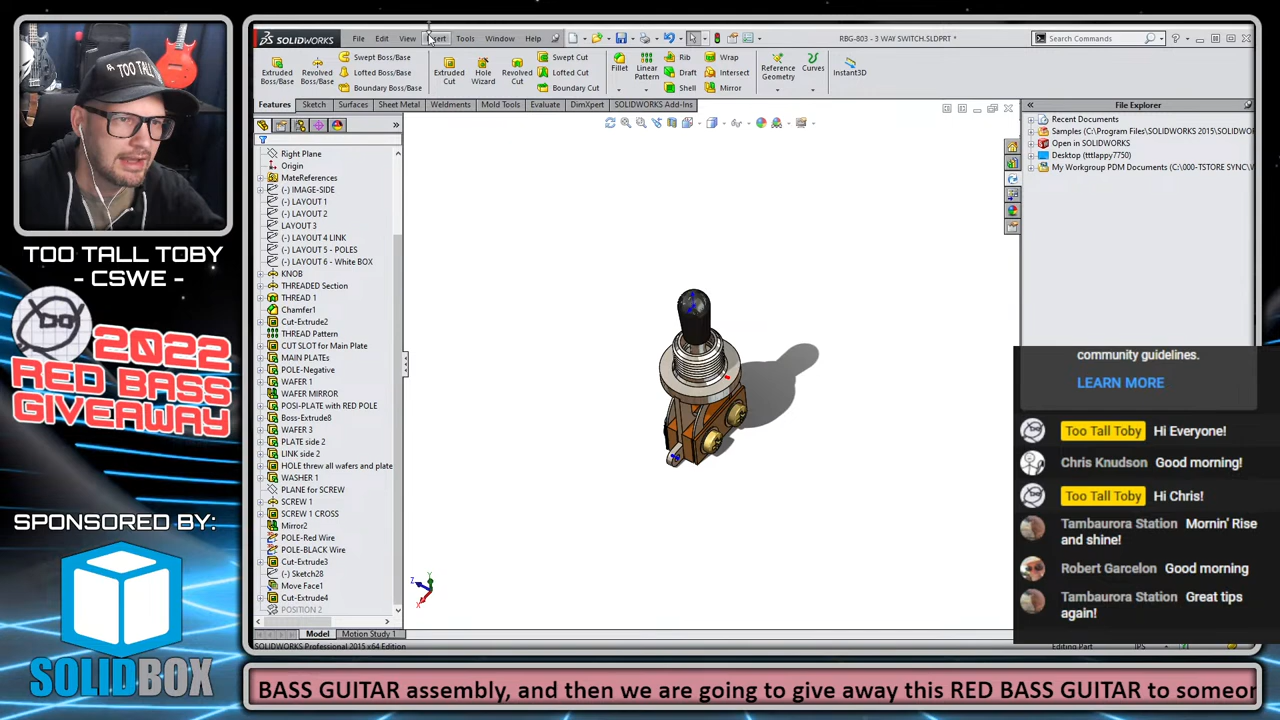 TOO TALL TOBY
TOO TALL TOBY
- CSWE -
2022
RED BASS
GIVEAWAY
SPONSORED BY:
SOLIDBOX
SOLIDWORKS
File Edit View Insert Tools Window Help
RBG-803 - 3 WAY SWITCH.SLDPRT *
Search Commands
Extruded Boss/Base
Revolved Boss/Base
Swept Boss/Base
Lofted Boss/Base
Boundary Boss/Base
Extruded Cut
Hole Wizard
Revolved Cut
Swept Cut
Lofted Cut
Boundary Cut
Fillet
Linear Pattern
Rib
Draft
Shell
Wrap
Intersect
Mirror
Reference Geometry
Curves
Instant3D
Features Sketch Surfaces Sheet Metal Weldments Mold Tools Evaluate DimXpert SOLIDWORKS Add-Ins
Right Plane
Origin
MateReferences
(-) IMAGE-SIDE
(-) LAYOUT 1
(-) LAYOUT 2
LAYOUT 3
(-) LAYOUT 4 LINK
(-) LAYOUT 5 - POLES
(-) LAYOUT 6 - White BOX
KNOB
THREADED Section
THREAD 1
Chamfer1
Cut-Extrude2
THREAD Pattern
CUT SLOT for Main Plate
MAIN PLATEs
POLE-Negative
WAFER 1
WAFER MIRROR
POSI-PLATE with RED POLE
Boss-Extrude8
WAFER 3
PLATE side 2
LINK side 2
HOLE threw all wafers and plate
WASHER 1
PLANE for SCREW
SCREW 1
SCREW 1 CROSS
Mirror2
POLE-Red Wire
POLE-BLACK Wire
Cut-Extrude3
(-) Sketch28
Move Face1
Cut-Extrude4
POSITION 2
Model Motion Study 1
SOLIDWORKS Professional 2015 x64 Edition
Editing Part IPS
Z Y X
File Explorer
Recent Documents
Samples (C:\Program Files\SOLIDWORKS 2015\SOLIDWO
Open in SOLIDWORKS
Desktop (tttlappy7750)
My Workgroup PDM Documents (C:\000-TSTORE SYNC\W
community guidelines.
LEARN MORE
Too Tall Toby Hi Everyone!
Chris Knudson Good morning!
Too Tall Toby Hi Chris!
Tambaurora Station Mornin' Rise
and shine!
Robert Garcelon Good morning
Tambaurora Station Great tips
again!
BASS GUITAR assembly, and then we are going to give away this RED BASS GUITAR to someor